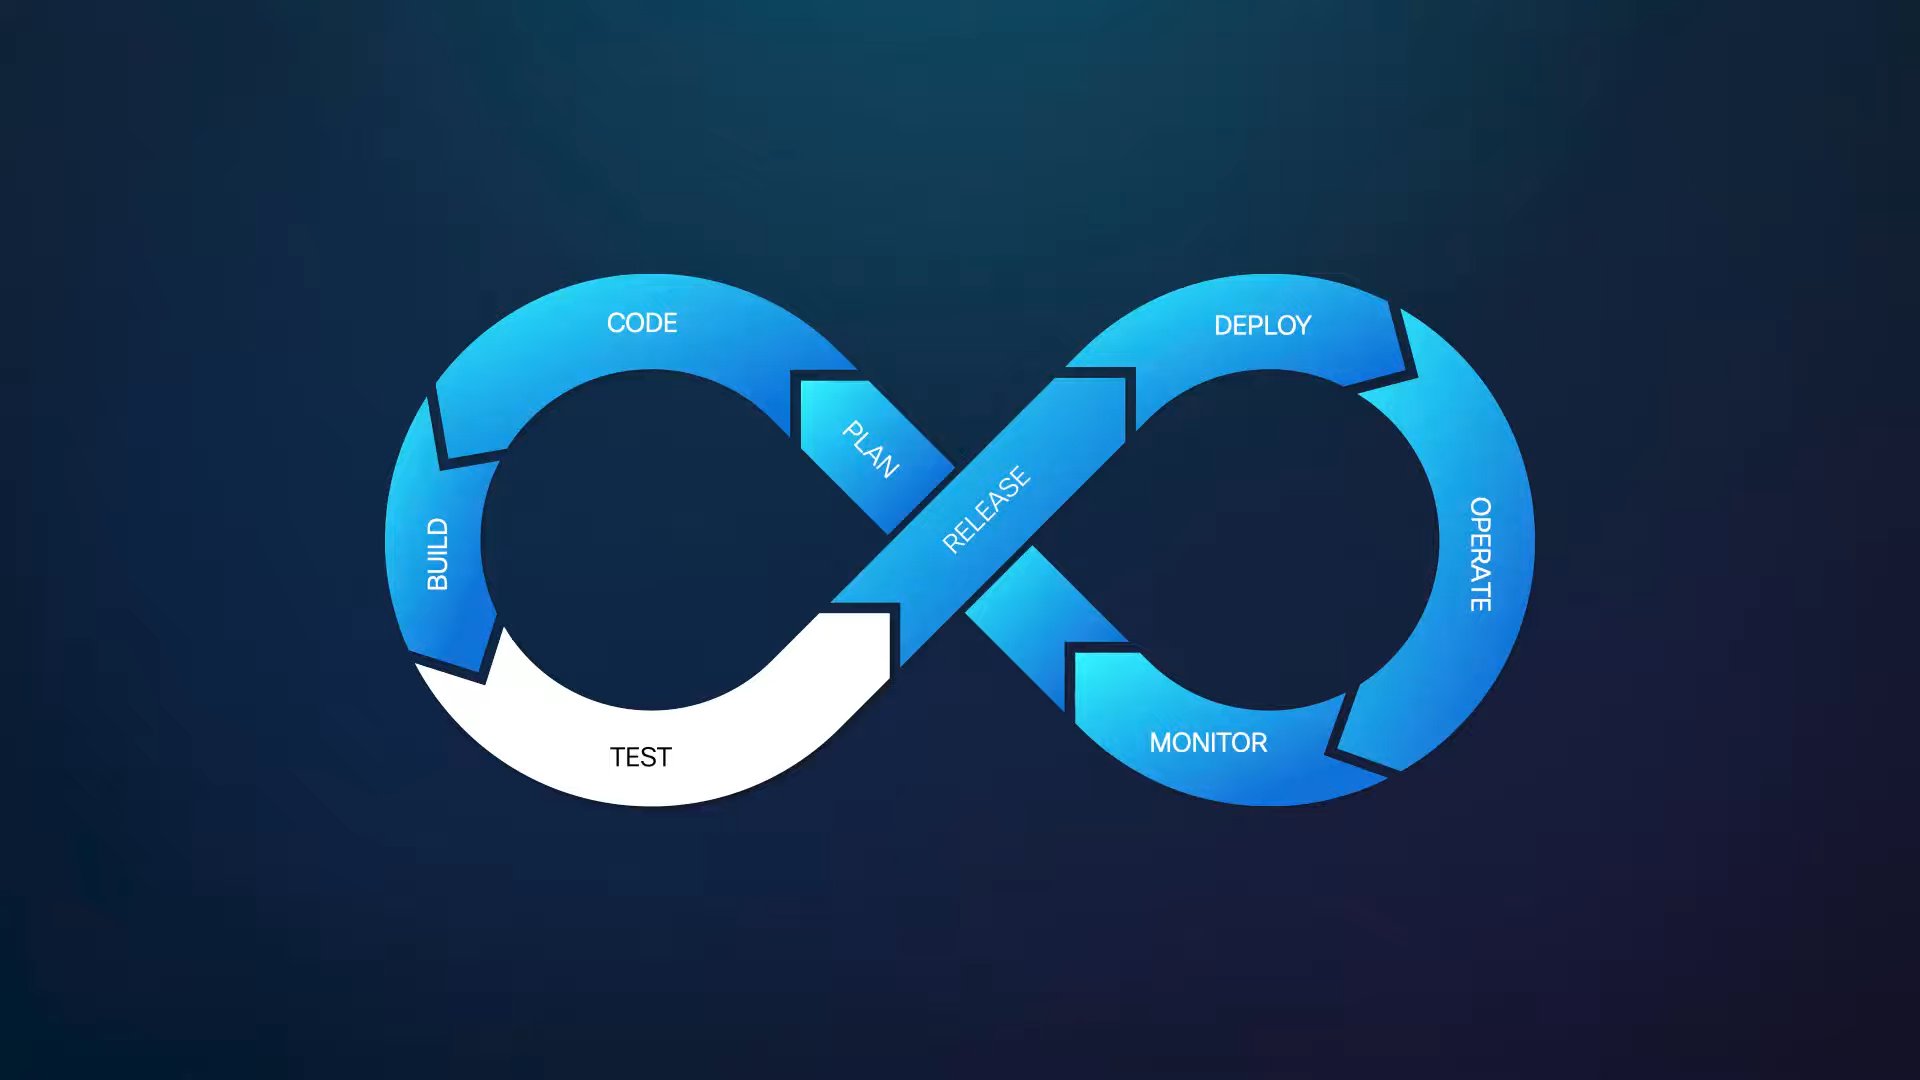 CODE
DEPLOY
PLAN
RELEASE
BUILD
OPERATE
TEST
MONITOR